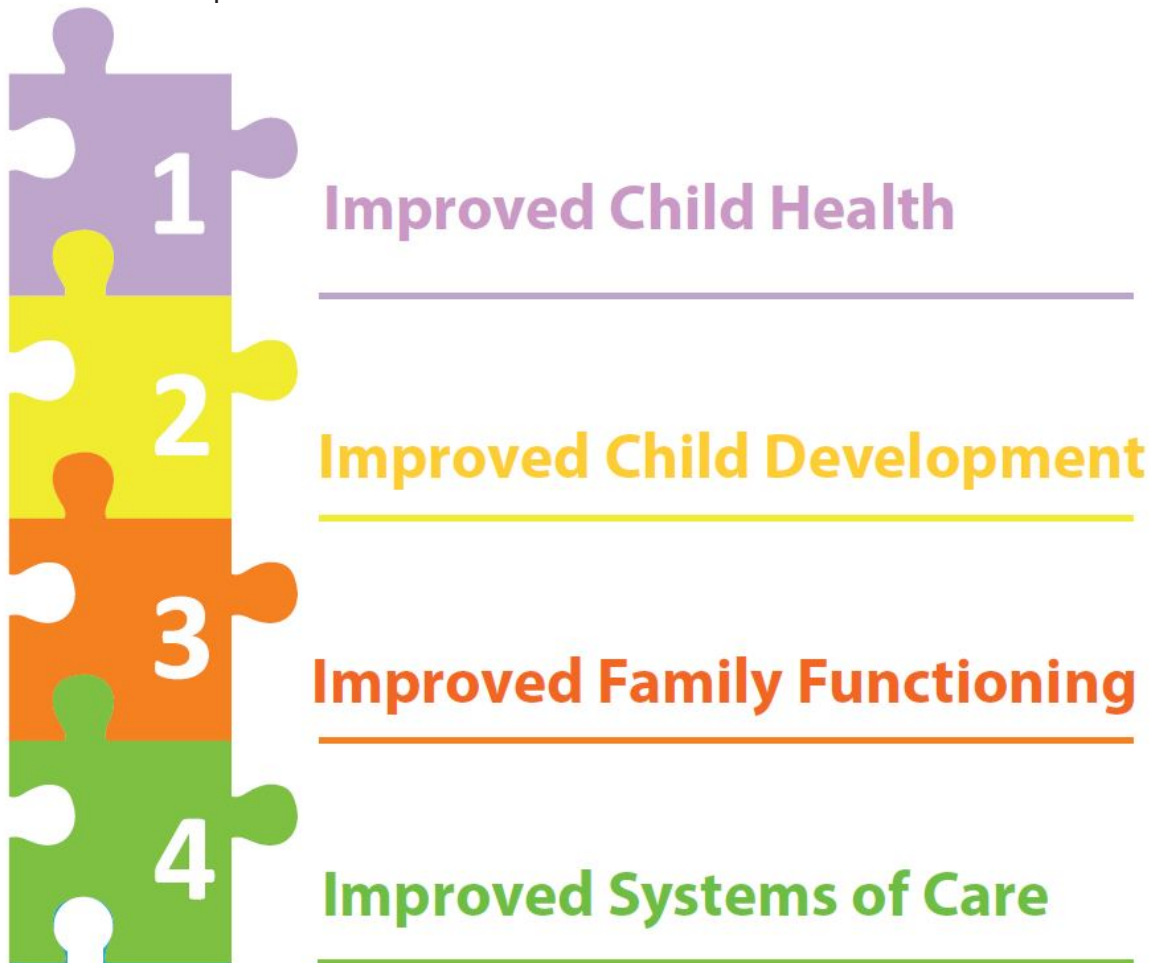 1
Improved Child Health
2
Improved Child Development
3
Improved Family Functioning
4
Improved Systems of Care